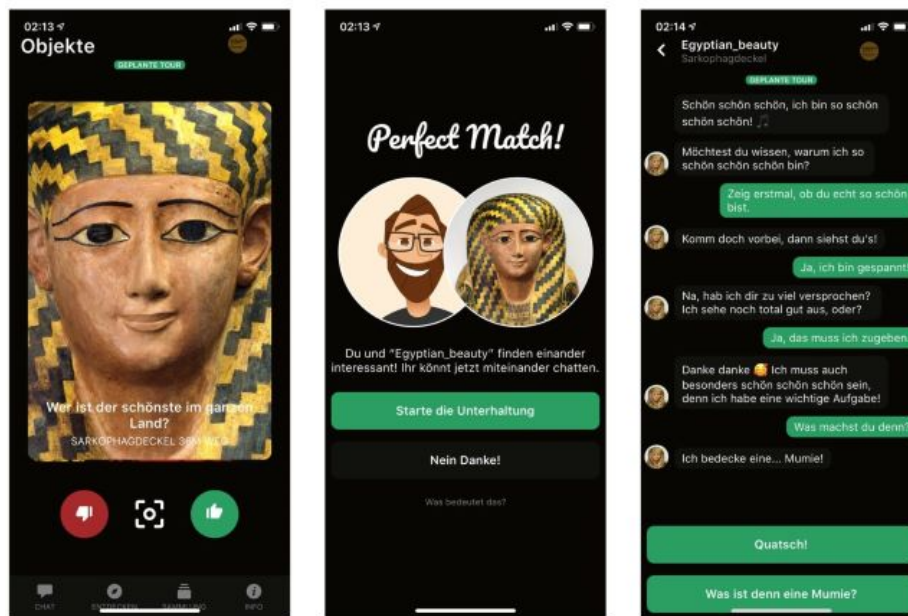 02:13
Objekte
GEPLANTE TOUR
Wer ist der schönste im ganzen
Land?
SARKOPHAGDECKEL
CHAT
ENTDECKEN
SAMMLUNG
INFO
02:13
Perfect Match!
Du und "Egyptian_beauty" finden einander
interessant! Ihr könnt jetzt miteinander chatten.
Starte die Unterhaltung
Nein Danke!
Was bedeutet das?
02:14
Egyptian_beauty
Sarkophagdeckel
GEPLANTE TOUR
Schön schön schön, ich bin so schön
schön schön!
Möchtest du wissen, warum ich so
schön schön schön bin?
Zeig erstmal, ob du echt so schön
bist.
Komm doch vorbei, dann siehst du's!
Ja, ich bin gespannt!
Na, hab ich dir zu viel versprochen?
Ich sehe noch total gut aus, oder?
Ja, das muss ich zugeben.
Danke danke 🥰 Ich muss auch
besonders schön schön schön sein,
denn ich habe eine wichtige Aufgabe!
Was machst du denn?
Ich bedecke eine... Mumie!
Quatsch!
Was ist denn eine Mumie?